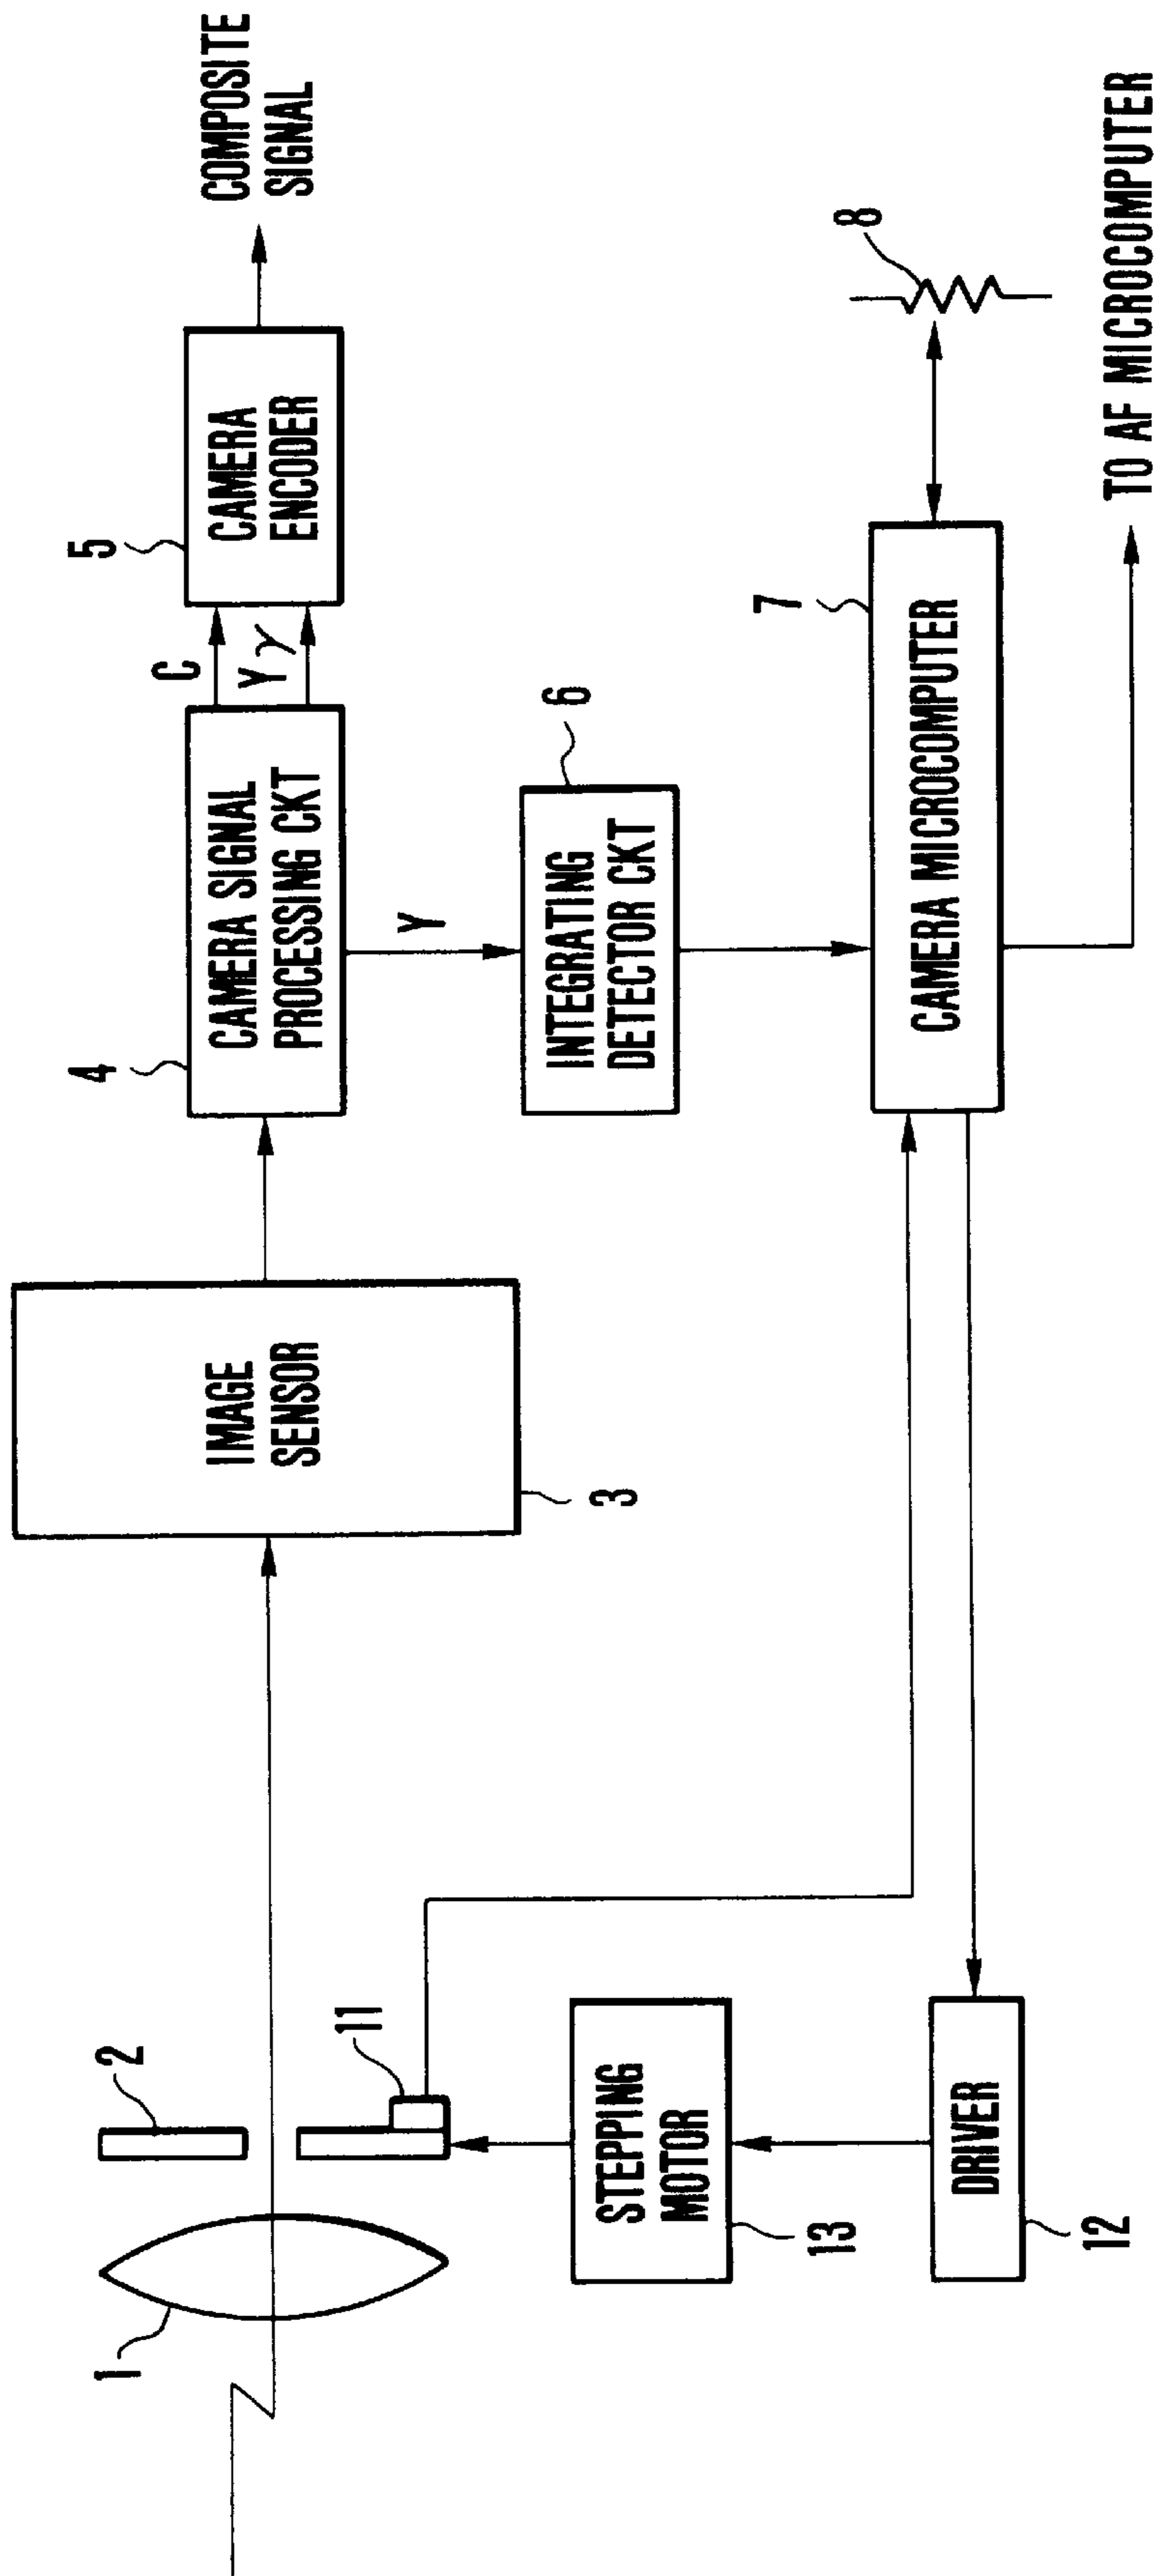 COMPOSITE
SIGNAL
5
CAMERA
ENCODER
C
Yγ
4
CAMERA SIGNAL
PROCESSING CKT
Y
6
INTEGRATING
DETECTOR CKT
7
CAMERA MICROCOMPUTER
8
TO AF MICROCOMPUTER
IMAGE
SENSOR
3
2
11
1
STEPPING
MOTOR
13
DRIVER
12